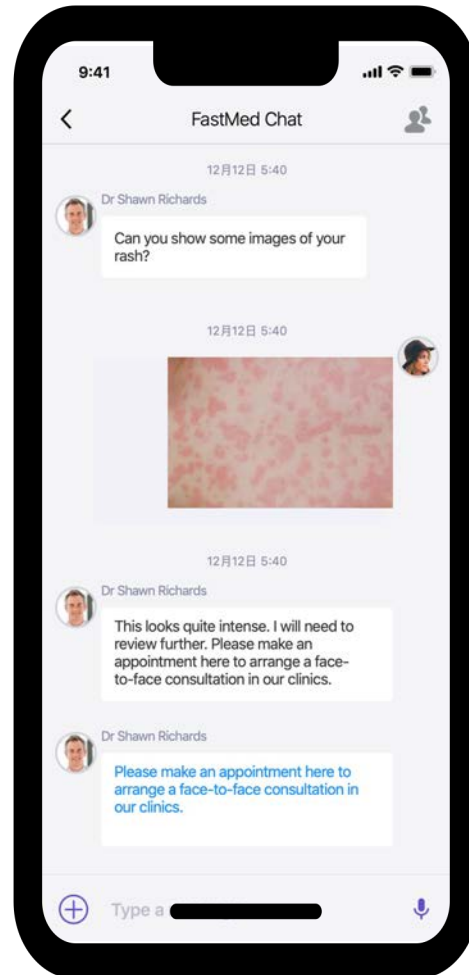 9:41
FastMed Chat
12月12日 5:40
Dr Shawn Richards
Can you show some images of your
rash?
12月12日 5:40
12月12日 5:40
Dr Shawn Richards
This looks quite intense. I will need to
review further. Please make an
appointment here to arrange a face-
to-face consultation in our clinics.
Dr Shawn Richards
Please make an appointment here to
arrange a face-to-face consultation in
our clinics.
Type a